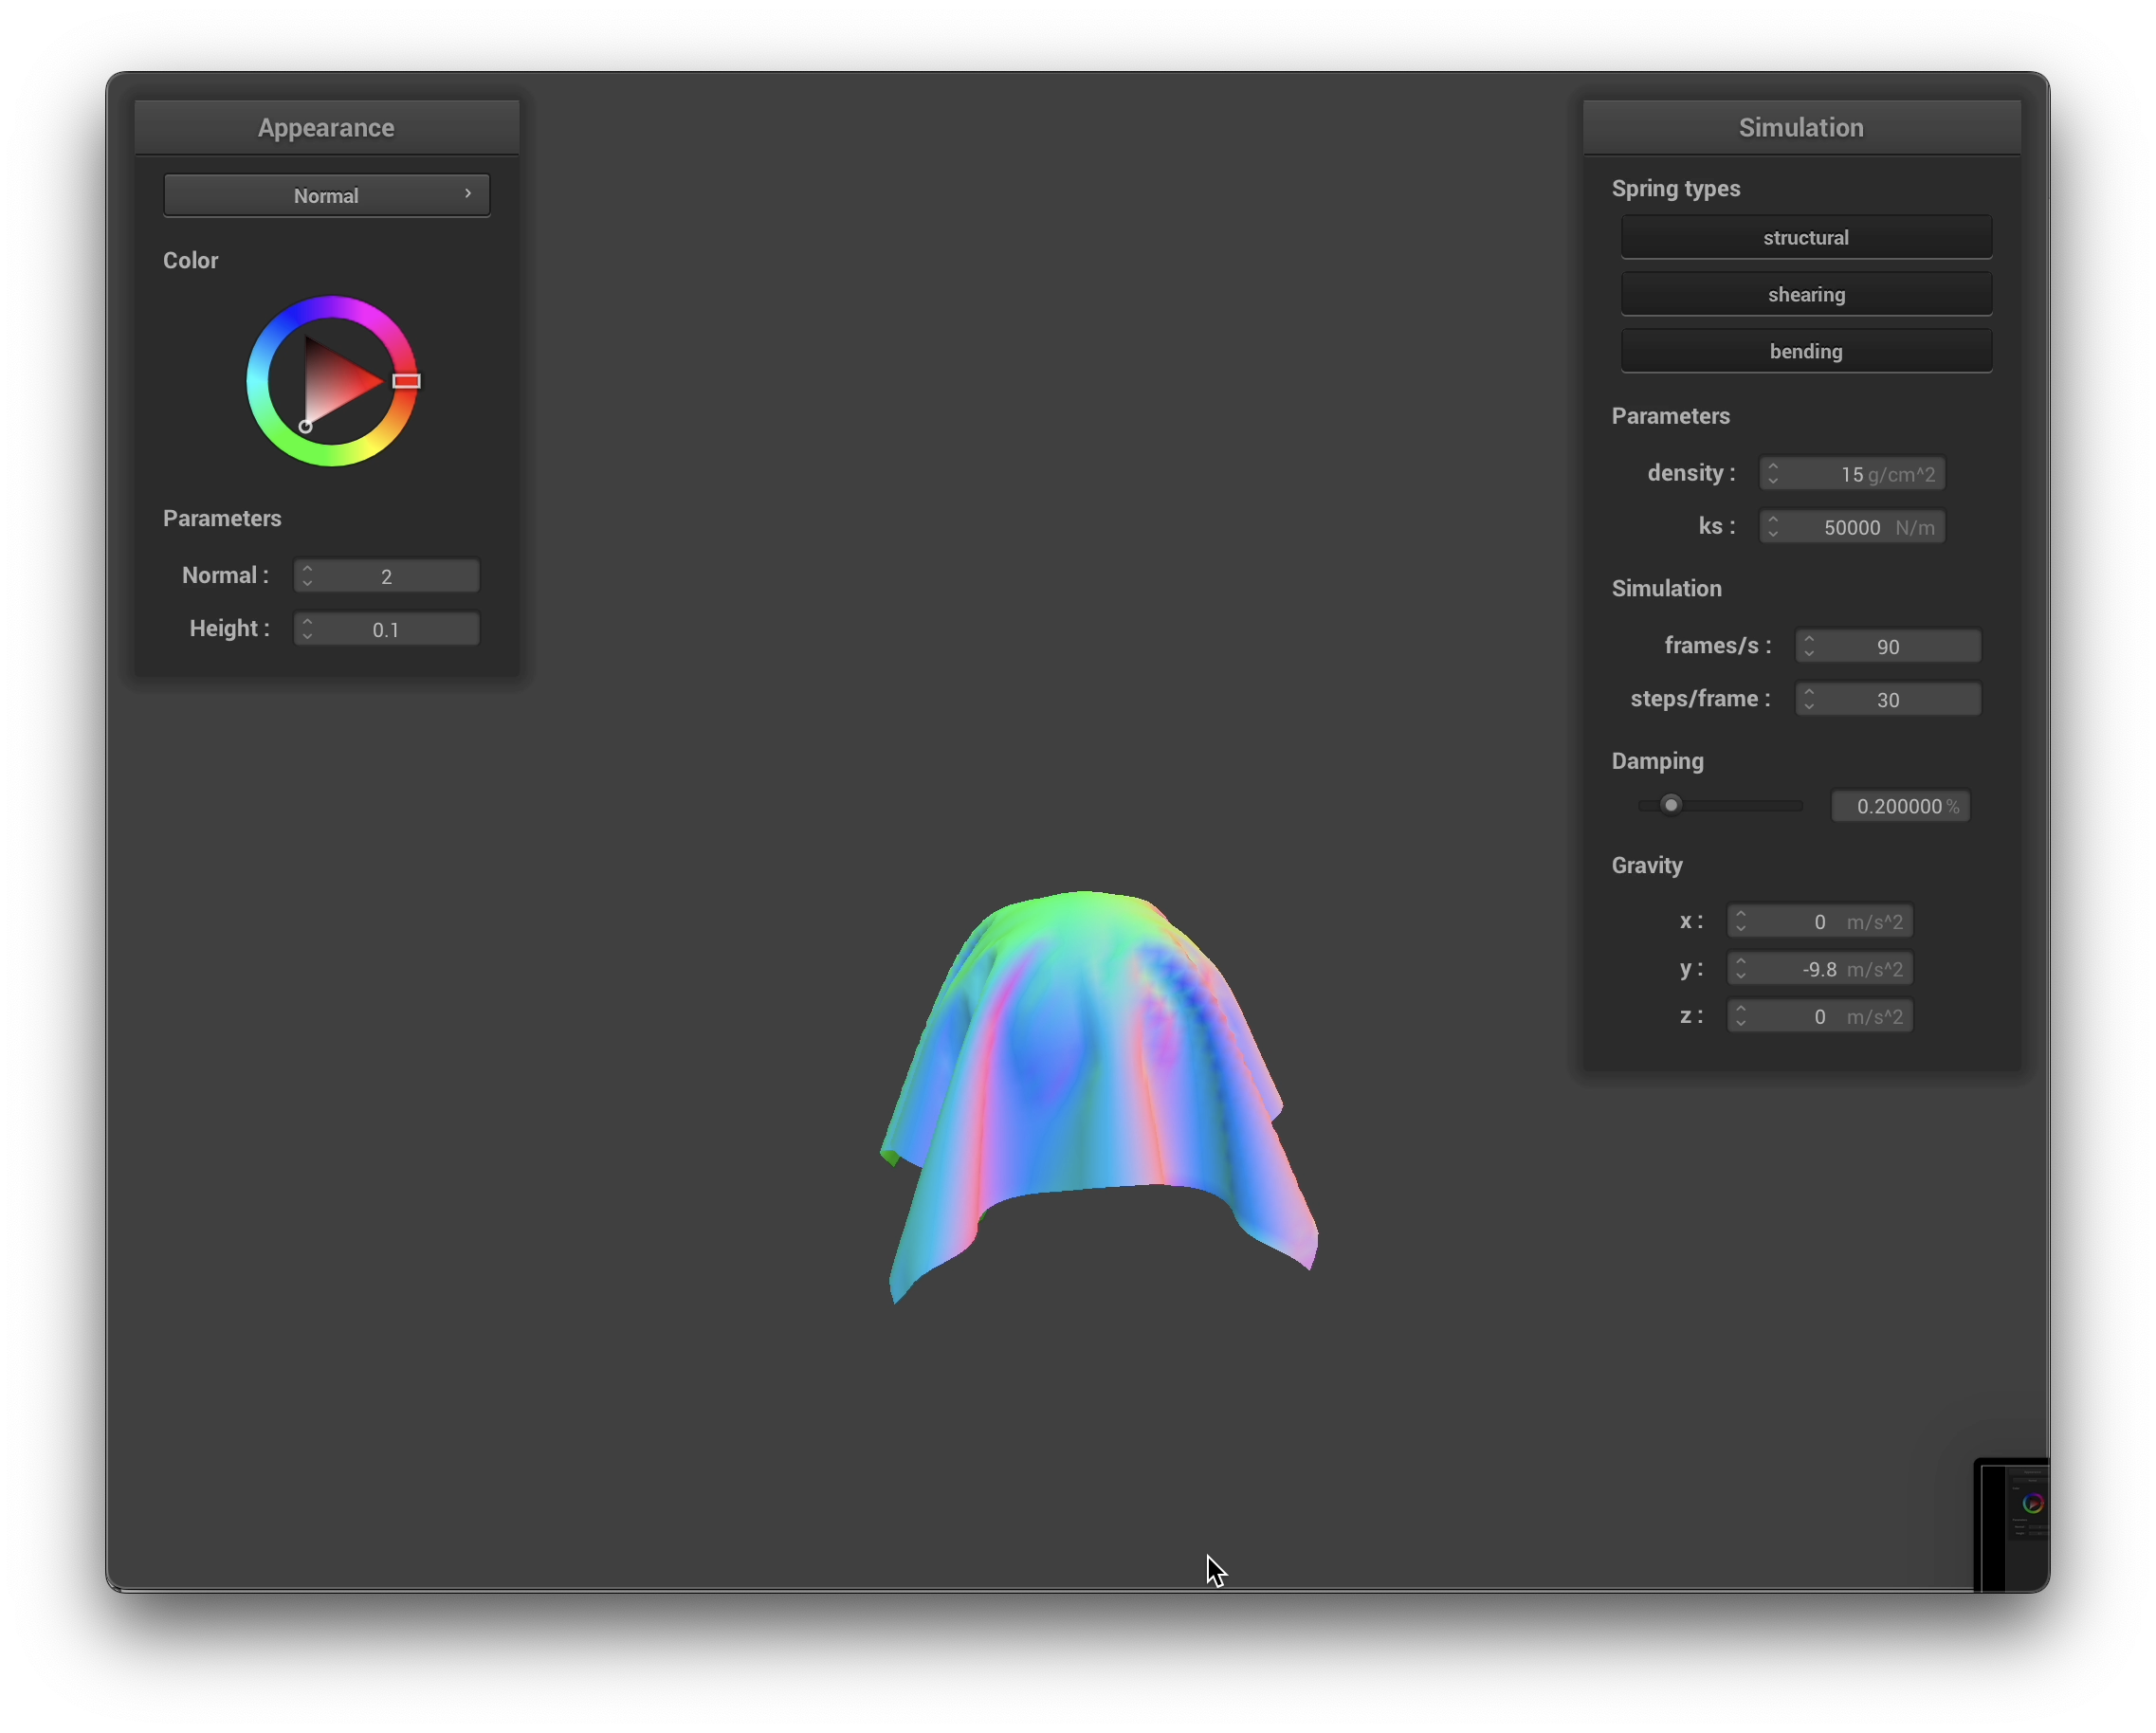 Appearance
Normal
Color
Parameters
Normal :
2
Height :
0.1
Simulation
Spring types
structural
shearing
bending
Parameters
density :
15 g/cm^2
ks :
50000 N/m
Simulation
frames/s :
90
steps/frame :
30
Damping
0.200000 %
Gravity
x :
0 m/s^2
y :
-9.8 m/s^2
z :
0 m/s^2